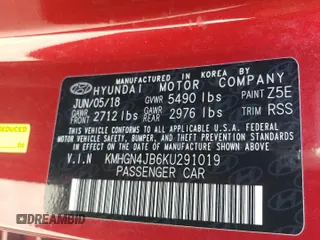 MANUFACTURED IN KOREA BY
HYUNDAI MOTOR COMPANY
JUN/05/18 GVWR 5490 lbs PAINT Z5E
GAWR FRONT 2712 lbs GAWR REAR 2976 lbs TRIM RSS
THIS VEHICLE CONFORMS TO ALL APPLICABLE
FEDERAL MOTOR VEHICLE SAFETY, BUMPER,
AND THEFT PREVENTION STANDARDS IN EFFECT
ON THE DATE OF MANUFACTURE SHOWN ABOVE.
V.I.N KMHGN4JB6KU291019
PASSENGER CAR
REDUCED
DREAMBID